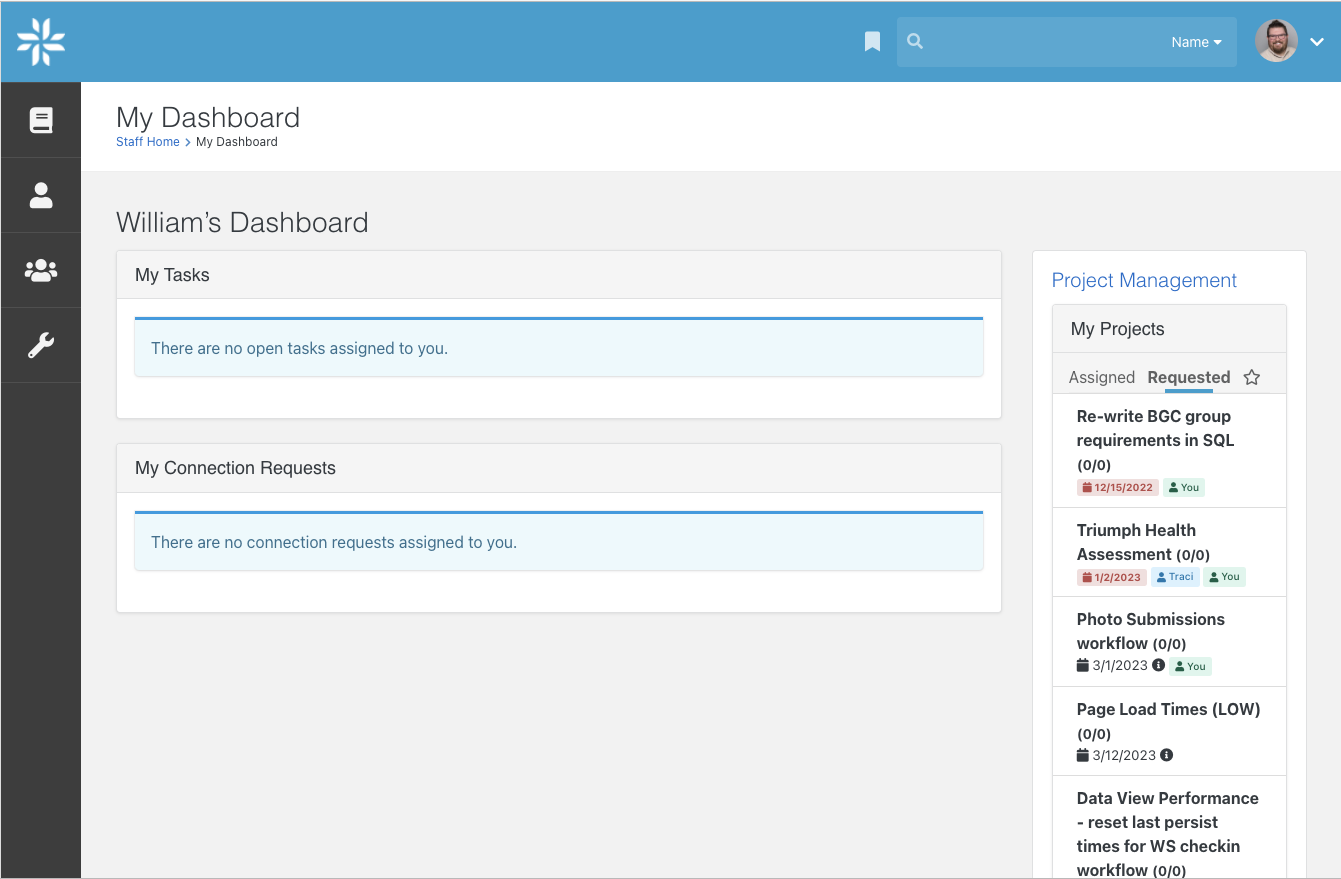 Name
My Dashboard
Staff Home > My Dashboard
William’s Dashboard
My Tasks
There are no open tasks assigned to you.
My Connection Requests
There are no connection requests assigned to you.
Project Management
My Projects
Assigned Requested
Re-write BGC group
requirements in SQL
(0/0)
12/15/2022 You
Triumph Health
Assessment (0/0)
1/2/2023 Traci You
Photo Submissions
workflow (0/0)
3/1/2023 You
Page Load Times (LOW)
(0/0)
3/12/2023
Data View Performance
- reset last persist
times for WS checkin
workflow (0/0)